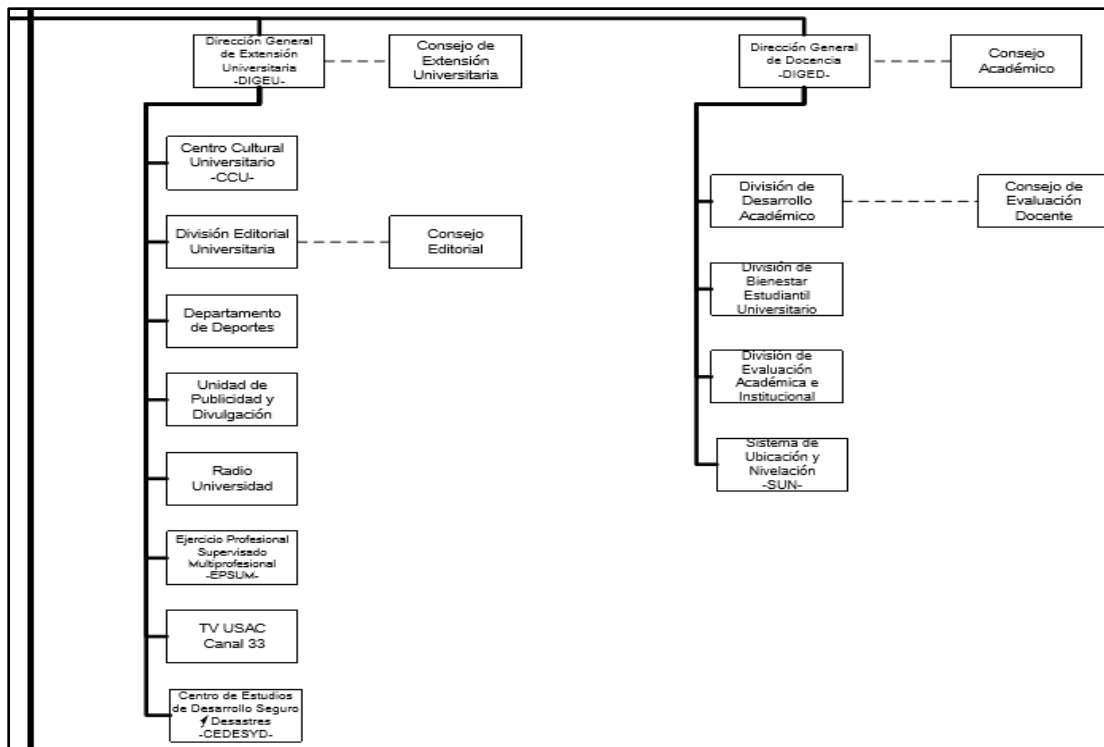 Dirección General
de Extensión
Universitaria
-DIGEU-
Consejo de
Extensión
Universitaria
Dirección General
de Docencia
-DIGED-
Consejo
Académico
Centro Cultural
Universitario
-CCU-
División Editorial
Universitaria
Consejo
Editorial
Departamento
de Deportes
Unidad de
Publicidad y
Divulgación
Radio
Universidad
Ejercicio Profesional
Supervisado
Multiprofesional
-EPSUM-
TV USAC
Canal 33
Centro de Estudios
de Desarrollo Seguro
y Desastres
-CEDESYD-
División de
Desarrollo
Académico
Consejo de
Evaluación
Docente
División de
Bienestar
Estudiantil
Universitario
División de
Evaluación
Académica e
Institucional
Sistema de
Ubicación y
Nivelación
-SUN-